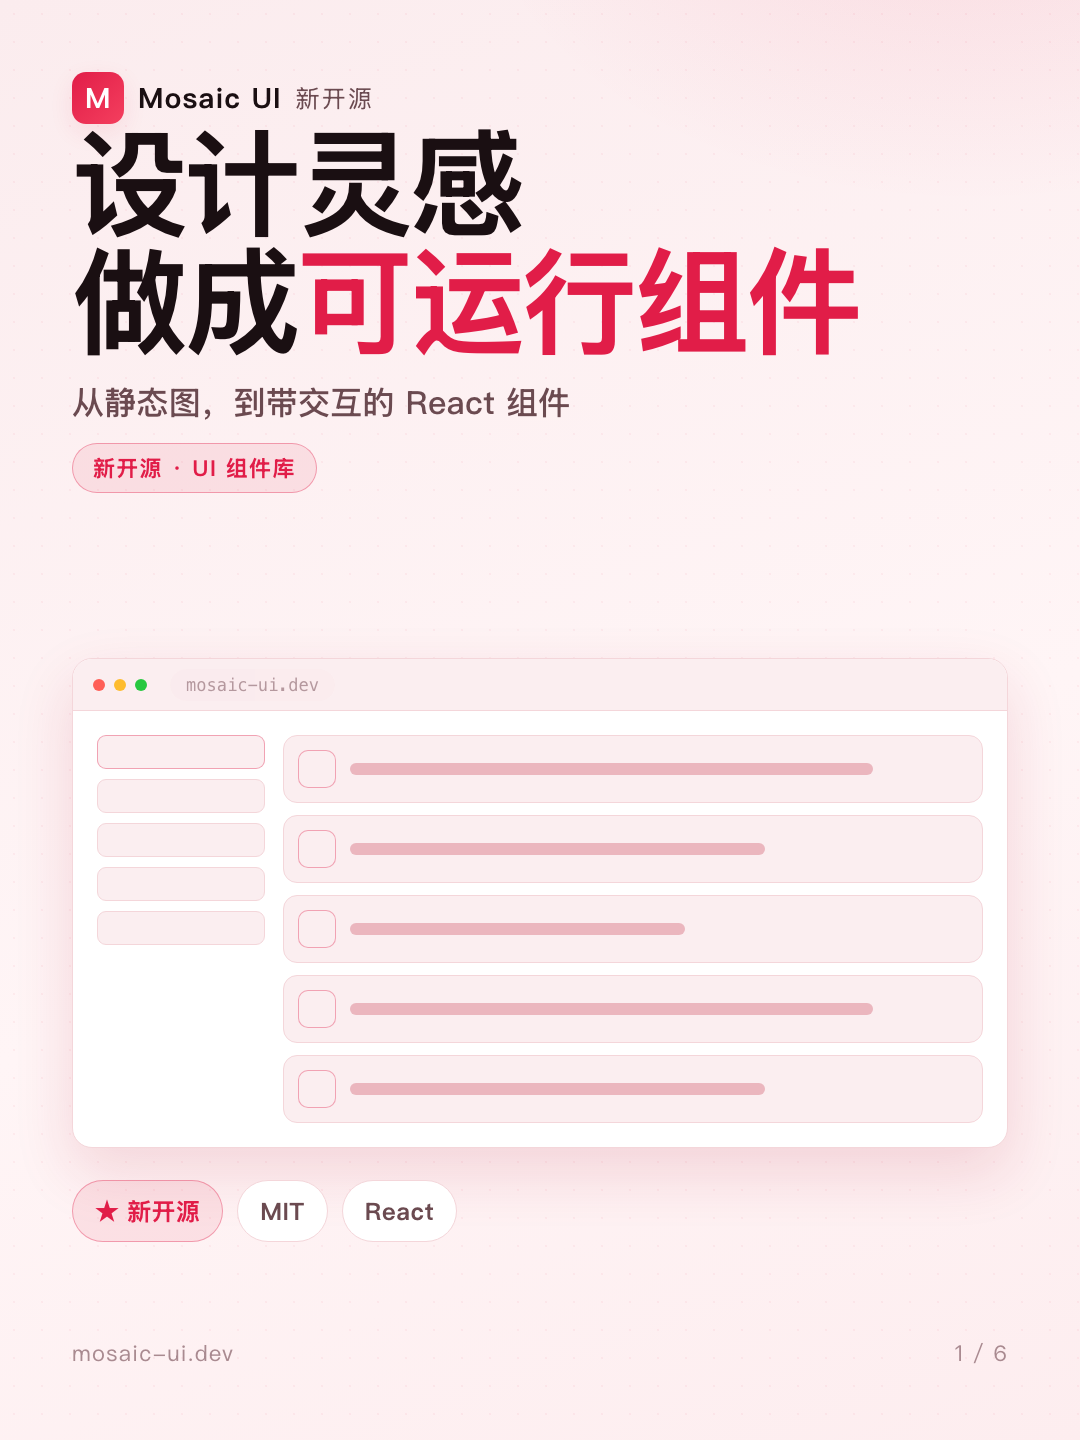 M Mosaic UI 新开源
设计灵感
做成可运行组件
从静态图，到带交互的 React 组件
新开源 · UI 组件库
mosaic-ui.dev
★ 新开源 MIT React
mosaic-ui.dev 1 / 6